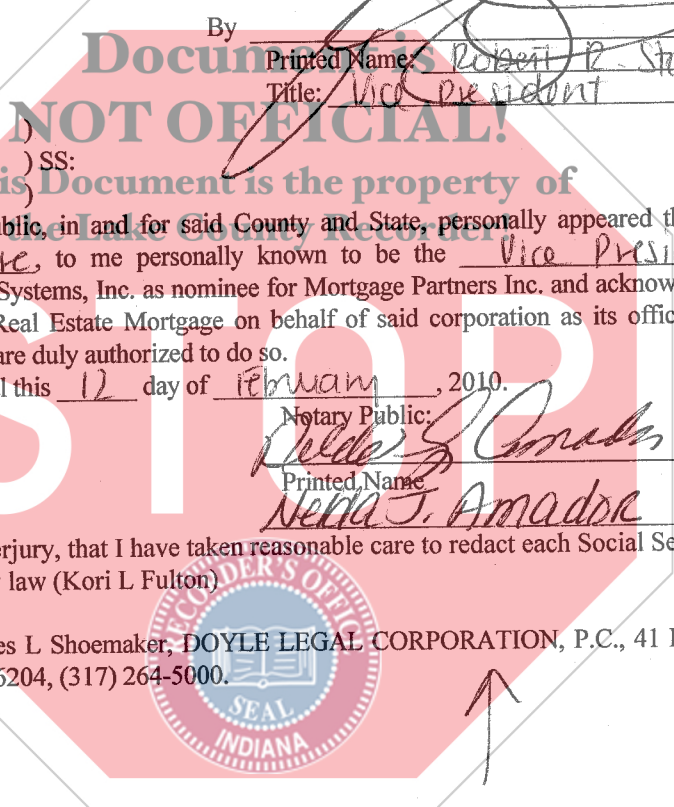 By
Document is
Printed Name: Robert R. St
Title: Vice President
NOT OFFICIAL!
)
) SS:
)
is Document is the property of
the Lake County Recorder!
blic, in and for said County and State, personally appeared th
re, to me personally known to be the Vice Presi
Systems, Inc. as nominee for Mortgage Partners Inc. and acknow
Real Estate Mortgage on behalf of said corporation as its offic
are duly authorized to do so.
l this 12 day of February, 2010.
STOP
Notary Public:
Printed Name
Nelda J. Amador
erjury, that I have taken reasonable care to redact each Social Se
law (Kori L Fulton)
es L Shoemaker, DOYLE LEGAL CORPORATION, P.C., 41 
6204, (317) 264-5000.
RECORDER'S OFFICE
SEAL
INDIANA